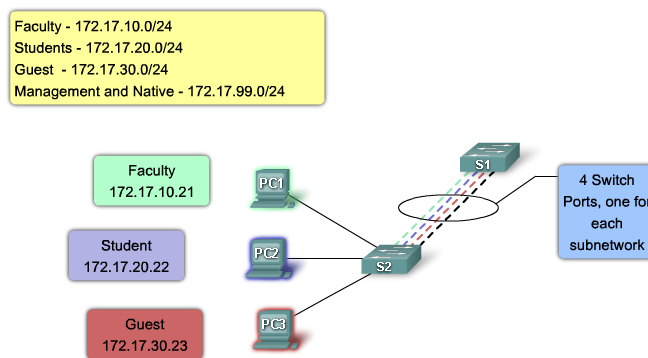 Faculty - 172.17.10.0/24
Students - 172.17.20.0/24
Guest - 172.17.30.0/24
Management and Native - 172.17.99.0/24
S1
Faculty
172.17.10.21
PC1
4 Switch
Ports, one for
each
subnetwork
Student
172.17.20.22
PC2
S2
Guest
172.17.30.23
PC3